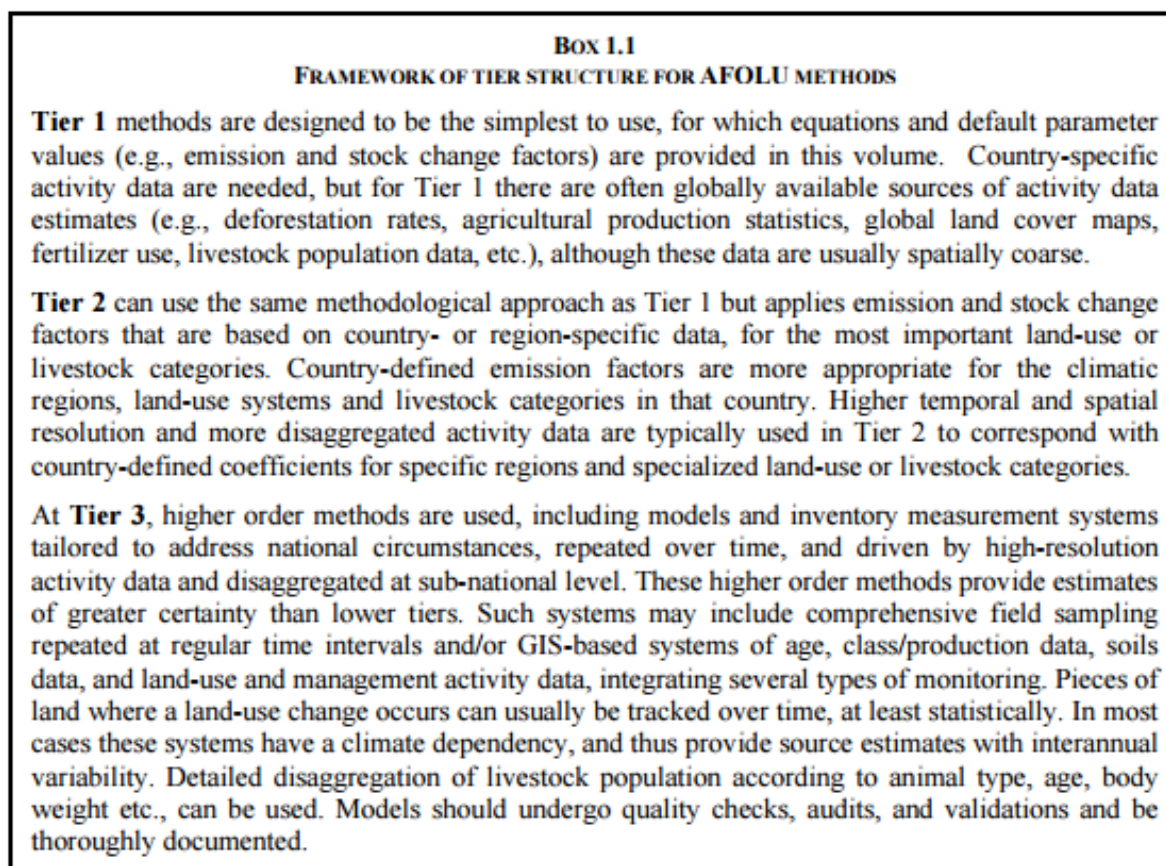 BOX 1.1
FRAMEWORK OF TIER STRUCTURE FOR AFOLU METHODS
Tier 1 methods are designed to be the simplest to use, for which equations and default parameter
values (e.g., emission and stock change factors) are provided in this volume. Country-specific
activity data are needed, but for Tier 1 there are often globally available sources of activity data
estimates (e.g., deforestation rates, agricultural production statistics, global land cover maps,
fertilizer use, livestock population data, etc.), although these data are usually spatially coarse.
Tier 2 can use the same methodological approach as Tier 1 but applies emission and stock change
factors that are based on country- or region-specific data, for the most important land-use or
livestock categories. Country-defined emission factors are more appropriate for the climatic
regions, land-use systems and livestock categories in that country. Higher temporal and spatial
resolution and more disaggregated activity data are typically used in Tier 2 to correspond with
country-defined coefficients for specific regions and specialized land-use or livestock categories.
At Tier 3, higher order methods are used, including models and inventory measurement systems
tailored to address national circumstances, repeated over time, and driven by high-resolution
activity data and disaggregated at sub-national level. These higher order methods provide estimates
of greater certainty than lower tiers. Such systems may include comprehensive field sampling
repeated at regular time intervals and/or GIS-based systems of age, class/production data, soils
data, and land-use and management activity data, integrating several types of monitoring. Pieces of
land where a land-use change occurs can usually be tracked over time, at least statistically. In most
cases these systems have a climate dependency, and thus provide source estimates with interannual
variability. Detailed disaggregation of livestock population according to animal type, age, body
weight etc., can be used. Models should undergo quality checks, audits, and validations and be
thoroughly documented.